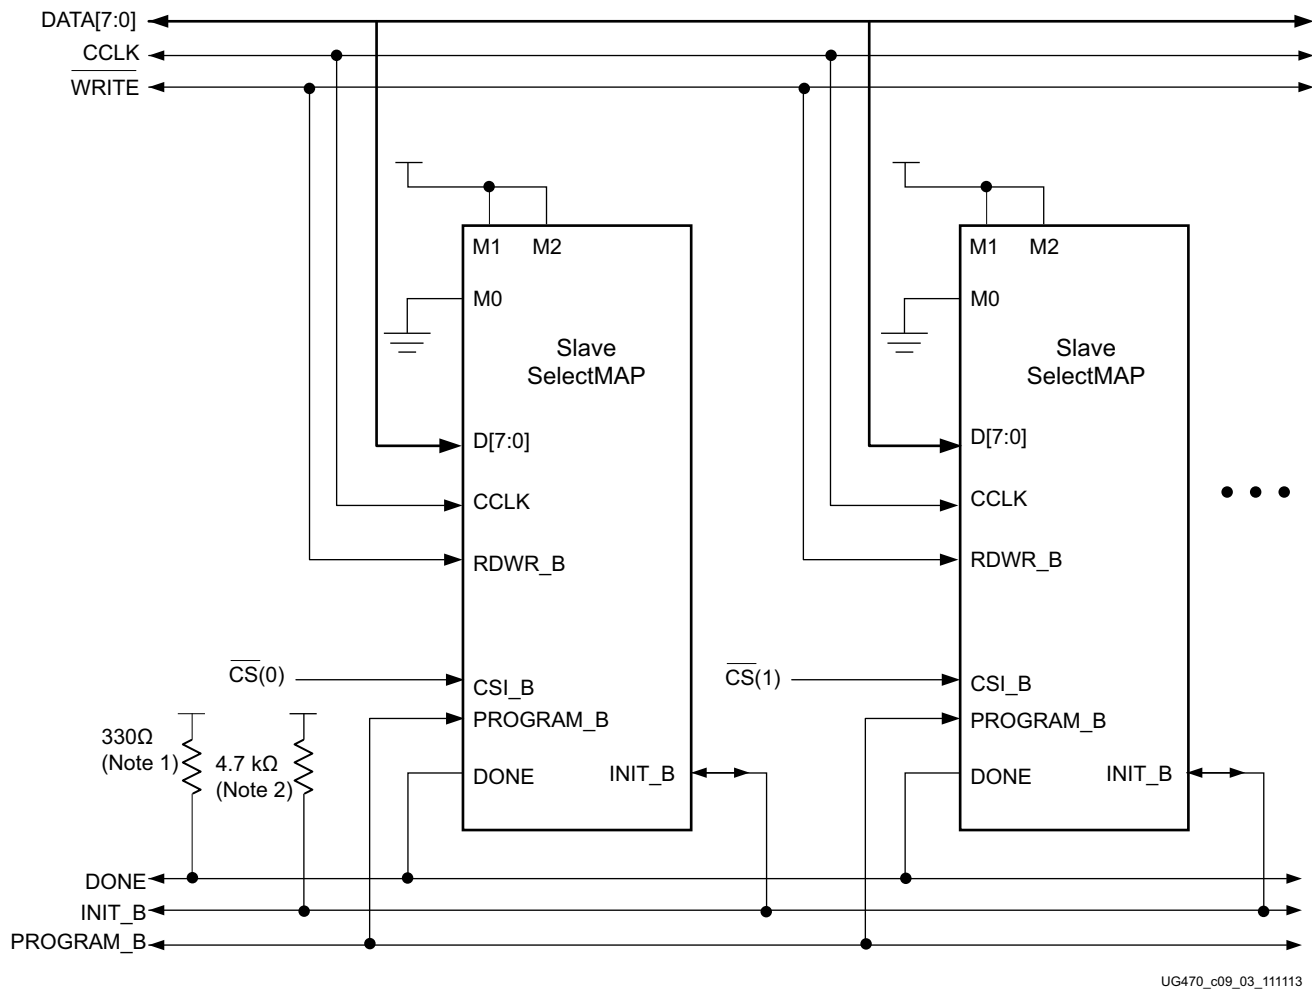 DATA[7:0]
CCLK
WRITE
M1 M2
M0
Slave
SelectMAP
D[7:0]
CCLK
RDWR_B
CS(0)
CSI_B
PROGRAM_B
DONE INIT_B
M1 M2
M0
Slave
SelectMAP
D[7:0]
CCLK
RDWR_B
CS(1)
CSI_B
PROGRAM_B
DONE INIT_B
330Ω
(Note 1)
4.7 kΩ
(Note 2)
DONE
INIT_B
PROGRAM_B
UG470_c09_03_111113